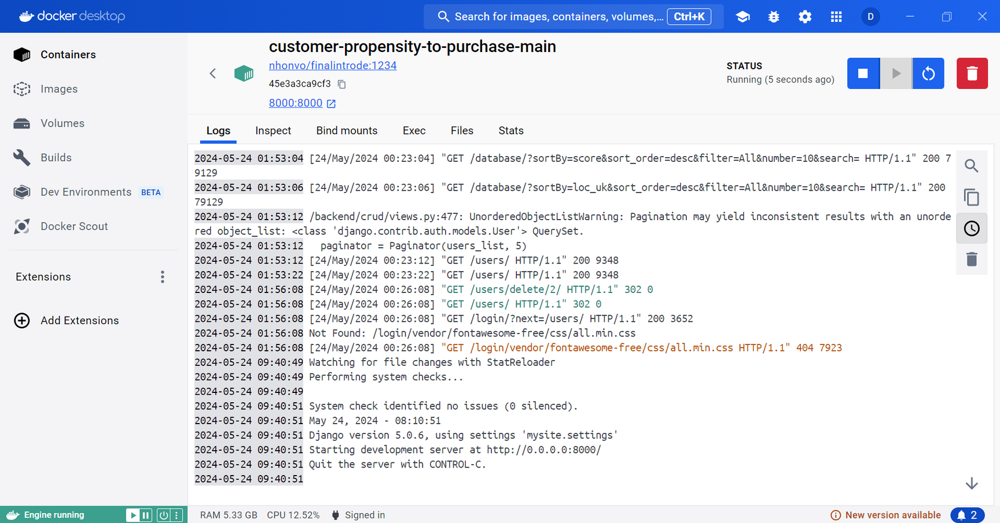 docker desktop
Search for images, containers, volumes,... Ctrl+K
D
Containers
Images
Volumes
Builds
Dev Environments BETA
Docker Scout
Extensions
Add Extensions
customer-propensity-to-purchase-main
nhonvo/finalintrode:1234
45e3a3ca9cf3
8000:8000
STATUS
Running (5 seconds ago)
Logs Inspect Bind mounts Exec Files Stats
2024-05-24 01:53:04 [24/May/2024 00:23:04] "GET /database/?sortBy=score&sort_order=desc&filter=All&number=10&search= HTTP/1.1" 200 7
9129
2024-05-24 01:53:06 [24/May/2024 00:23:06] "GET /database/?sortBy=loc_uk&sort_order=desc&filter=All&number=10&search= HTTP/1.1" 200
79129
2024-05-24 01:53:12 /backend/crud/views.py:477: UnorderedObjectListWarning: Pagination may yield inconsistent results with an unorde
red object_list: <class 'django.contrib.auth.models.User'> QuerySet.
2024-05-24 01:53:12   paginator = Paginator(users_list, 5)
2024-05-24 01:53:12 [24/May/2024 00:23:12] "GET /users/ HTTP/1.1" 200 9348
2024-05-24 01:53:22 [24/May/2024 00:23:22] "GET /users/ HTTP/1.1" 200 9348
2024-05-24 01:56:08 [24/May/2024 00:26:08] "GET /users/delete/2/ HTTP/1.1" 302 0
2024-05-24 01:56:08 [24/May/2024 00:26:08] "GET /users/ HTTP/1.1" 302 0
2024-05-24 01:56:08 [24/May/2024 00:26:08] "GET /login/?next=/users/ HTTP/1.1" 200 3652
2024-05-24 01:56:08 Not Found: /login/vendor/fontawesome-free/css/all.min.css
2024-05-24 01:56:08 [24/May/2024 00:26:08] "GET /login/vendor/fontawesome-free/css/all.min.css HTTP/1.1" 404 7923
2024-05-24 09:40:49 Watching for file changes with StatReloader
2024-05-24 09:40:49 Performing system checks...
2024-05-24 09:40:49
2024-05-24 09:40:51 System check identified no issues (0 silenced).
2024-05-24 09:40:51 May 24, 2024 - 08:10:51
2024-05-24 09:40:51 Django version 5.0.6, using settings 'mysite.settings'
2024-05-24 09:40:51 Starting development server at http://0.0.0.0:8000/
2024-05-24 09:40:51 Quit the server with CONTROL-C.
2024-05-24 09:40:51
Engine running
RAM 5.33 GB CPU 12.52% Signed in
New version available
2